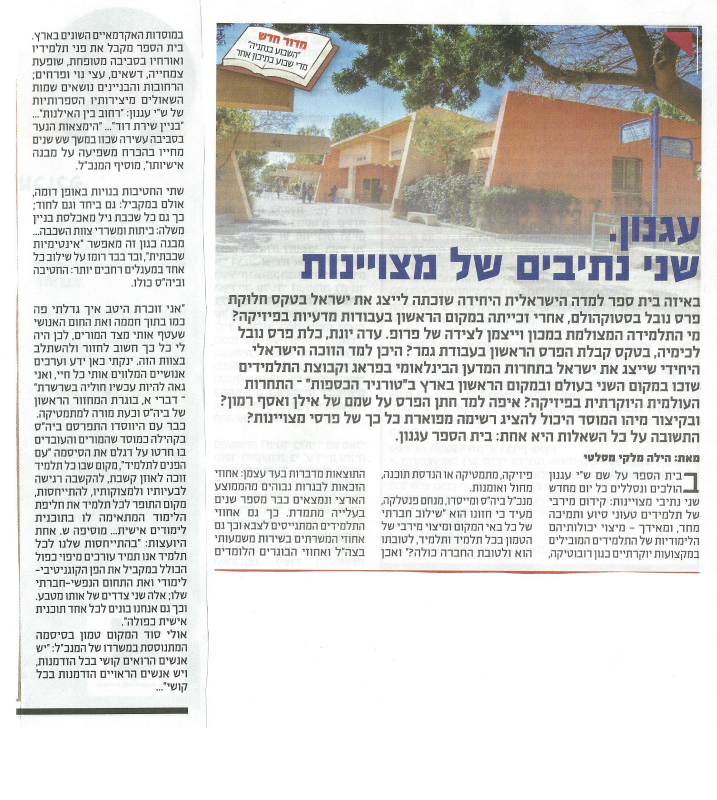 מדור חדש
"השבוע בנתניה"
מדי שבוע בתיכון אחר
עגנון.
שני נתיבים של מצויינות
באיזה בית ספר למדה הישראלית היחידה שזכתה לייצג את ישראל בטקס חלוקת
פרס נובל בסטוקהולם, אחרי זכייתה במקום הראשון בעבודות מדעיות בפיזיקה?
מי התלמידה המצולמת במכון וייצמן לצידה של פרופ. עדה יונת, כלת פרס נובל
לכימיה, בטקס קבלת הפרס הראשון בעבודת גמר? היכן למד הזוכה הישראלי
היחידי שייצג את ישראל בתחרות המדען הבינלאומי בפראג וקבוצת התלמידים
שזכו במקום השני בעולם ובמקום הראשון בארץ ב"טורניר הכספות" - התחרות
העולמית היוקרתית בפיזיקה? איפה למד חתן הפרס על שמם של אילן ואסף רמון?
ובקיצור מיהו המוסד היכול להציג רשימה מפוארת כל כך של פרסי מצויינות?
התשובה על כל השאלות היא אחת: בית הספר עגנון.
מאת: הילה מלקי מסלטי
בבית הספר על שם ש"י עגנון
הולכים ונסללים כל יום מחדש
שני נתיבי מצויינות: קידום מירבי
של תלמידים טעוני סיוע ותמיכה
מחד, ומאידך - מיצוי יכולותיהם
הלימודיות של התלמידים המובילים
במקצועות יוקרתיים כגון רובוטיקה,
פיזיקה, מתמטיקה או הנדסת תוכנה,
מחול ואומנות.
מנכ"ל ביה"ס ומייסדו, מנחם פנטלקה,
מעיד כי חזונו הוא "שילוב חברתי
של כל באי המקום ומיצוי מירבי של
הטמון בכל תלמיד ותלמיד, לטובתו
הוא ולטובת החברה כולה?" ואכן
התוצאות מדברות בעד עצמן: אחוזי
הזכאות לבגרות גבוהים מהממוצע
הארצי ונמצאים כבר מספר שנים
בעלייה מתמדת. כך גם אחוזי
התלמידים המתגייסים לצבא וכך גם
אחוזי המשרתים בשירות משמעותי
בצה"ל ואחוזי הבוגרים הלומדים
במוסדות האקדמאיים השונים בארץ.
בית הספר מקבל את פני תלמידיו
ואורחיו בסביבה מטופחת, שופעת
צמחייה, דשאים, עצי נוי ופרחים;
הרחובות והבניינים נושאים שמות
השאולים מיצירותיו הספרותיות
של ש"י עגנון: "רחוב בין האילנות"...
"בניין שירת דוד"... "הימצאות הנער
בסביבה עשירה שכזו במשך שש שנים
מחייו בהכרח משפיעה על מבנה
אישיותו", מוסיף המנכ"ל.
שתי החטיבות בנויות באופן דומה,
אולם במקביל: גם ביחד וגם לחוד;
כך גם כל שכבת גיל מאכלסת בניין
משלה: כיתות ומשרדי צוות השכבה...
מבנה כגון זה מאפשר "אינטימיות
שכבתית", ובד בבד רומז על שילוב כל
אחד במעגלים רחבים יותר: החטיבה
וביה"ס כולו.
"אני זוכרת היטב איך גדלתי פה
כמו בתוך חממה ואת החום האנושי
שעטף אותי מצד המורים, לכן היה
לי כל כך חשוב לחזור ולהשתלב
בצוות הזה. ינקתי כאן ידע וערכים
אנושיים המלווים אותי כל חיי, ואני
גאה להיות עכשיו חוליה בשרשרת"
- דברי א, בוגרת המחזור הראשון
של ביה"ס וכעת מורה למתמטיקה.
כבר עם היווסדו התפרסם ביה"ס
בקהילה כמוסד שהמורים והעובדים
בו חרטו על דגלם את הסיסמה "עם
הפנים לתלמיד", מקום שבו כל תלמיד
זוכה לאוזן קשבת, להקשבה רגישה
לבעיותיו ולמצוקותיו, להתייחסות,
מקום התופר לכל תלמיד את חליפת
הלימוד המתאימה לו בתוכנית
לימודים אישית... מוסיפה ש. אחת
היועצות: "בהתייחסות שלנו לכל
תלמיד אנו תמיד עורכים מיפוי כפול
הכולל במקביל את הפן הקוגניטיבי-
לימודי ואת התחום הנפשי-חברתי
שלו; אלה שני צדדים של אותו מטבע.
וכך גם אנחנו בונים לכל אחד תוכנית
אישית כפולה".
אולי סוד המקום טמון בסיסמה
המתנוססת במשרדו של המנכ"ל: "יש
אנשים הרואים קושי בכל הזדמנות,
ויש אנשים הראויים הזדמנות בכל
קושי"...